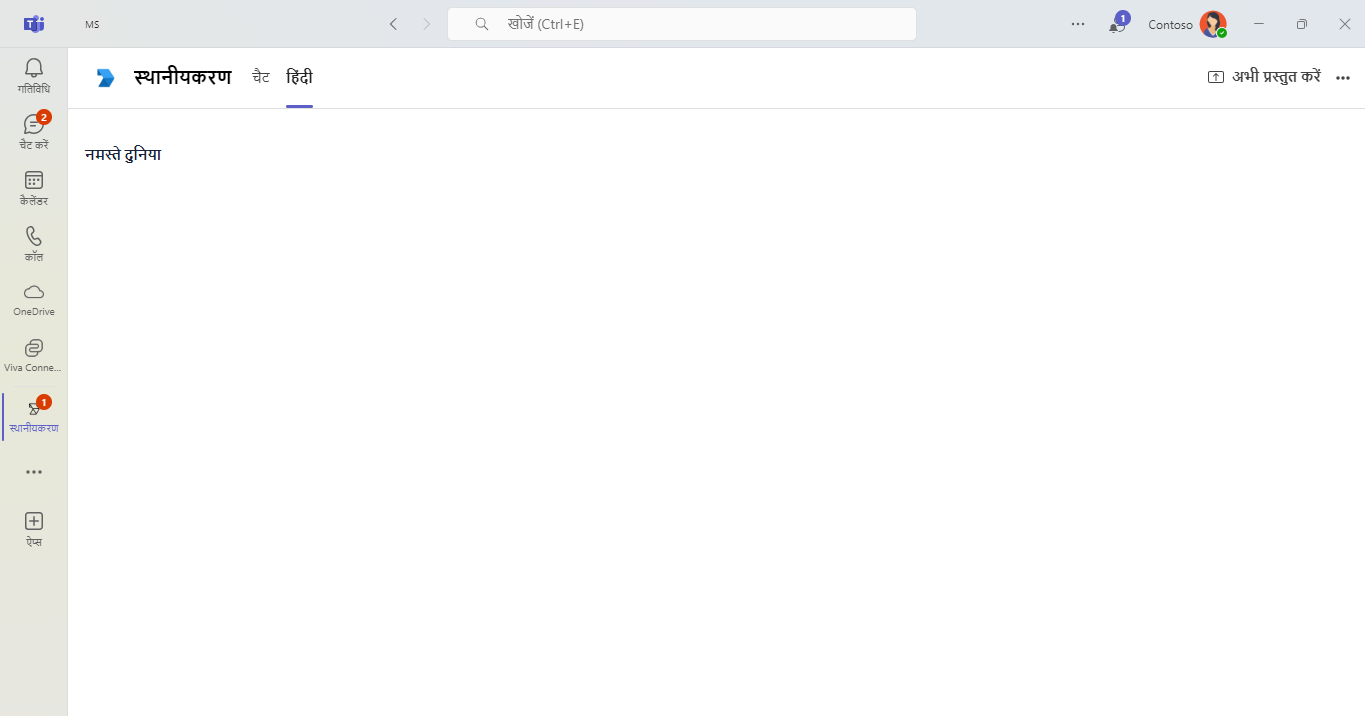 MS
खोजें (Ctrl+E)
1
Contoso
गतिविधि
2
चैट करें
कैलेंडर
कॉल
OneDrive
Viva Conne...
1
स्थानीयकरण
ऐप्स
स्थानीयकरण चैट हिंदी
अभी प्रस्तुत करें
नमस्ते दुनिया